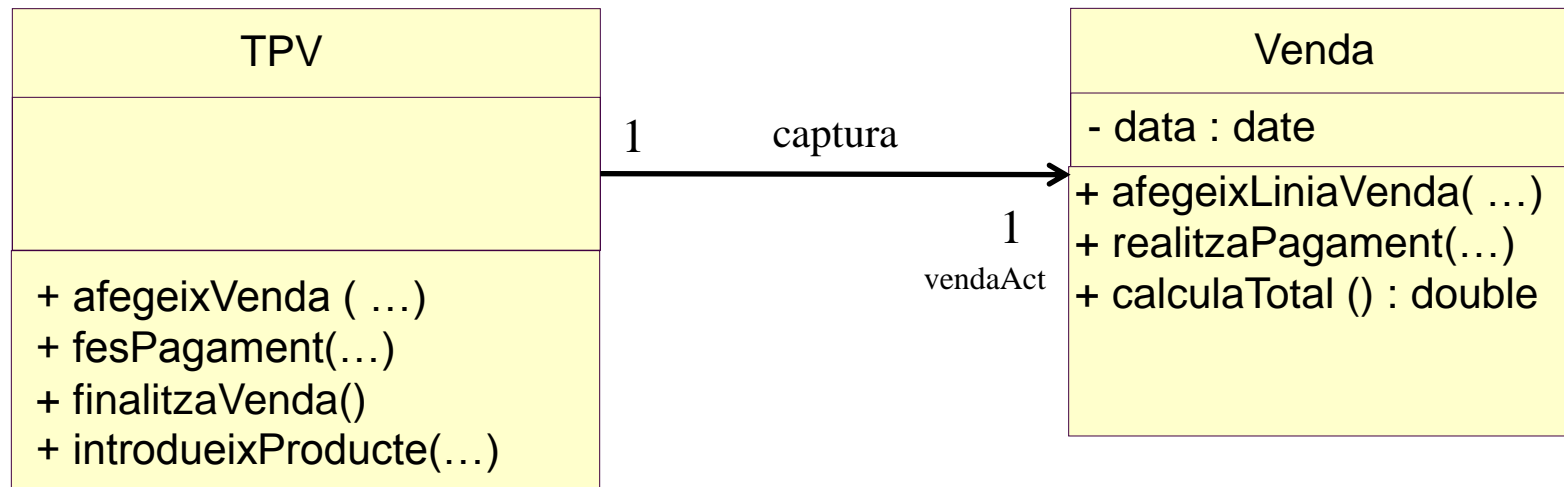 TPV
+ afegeixVenda ( …)
+ fesPagament(…)
+ finalitzaVenda()
+ introdueixProducte(…)
1
captura
1
vendaAct
Venda
- data : date
+ afegeixLiniaVenda( …)
+ realitzaPagament(…)
+ calculaTotal () : double